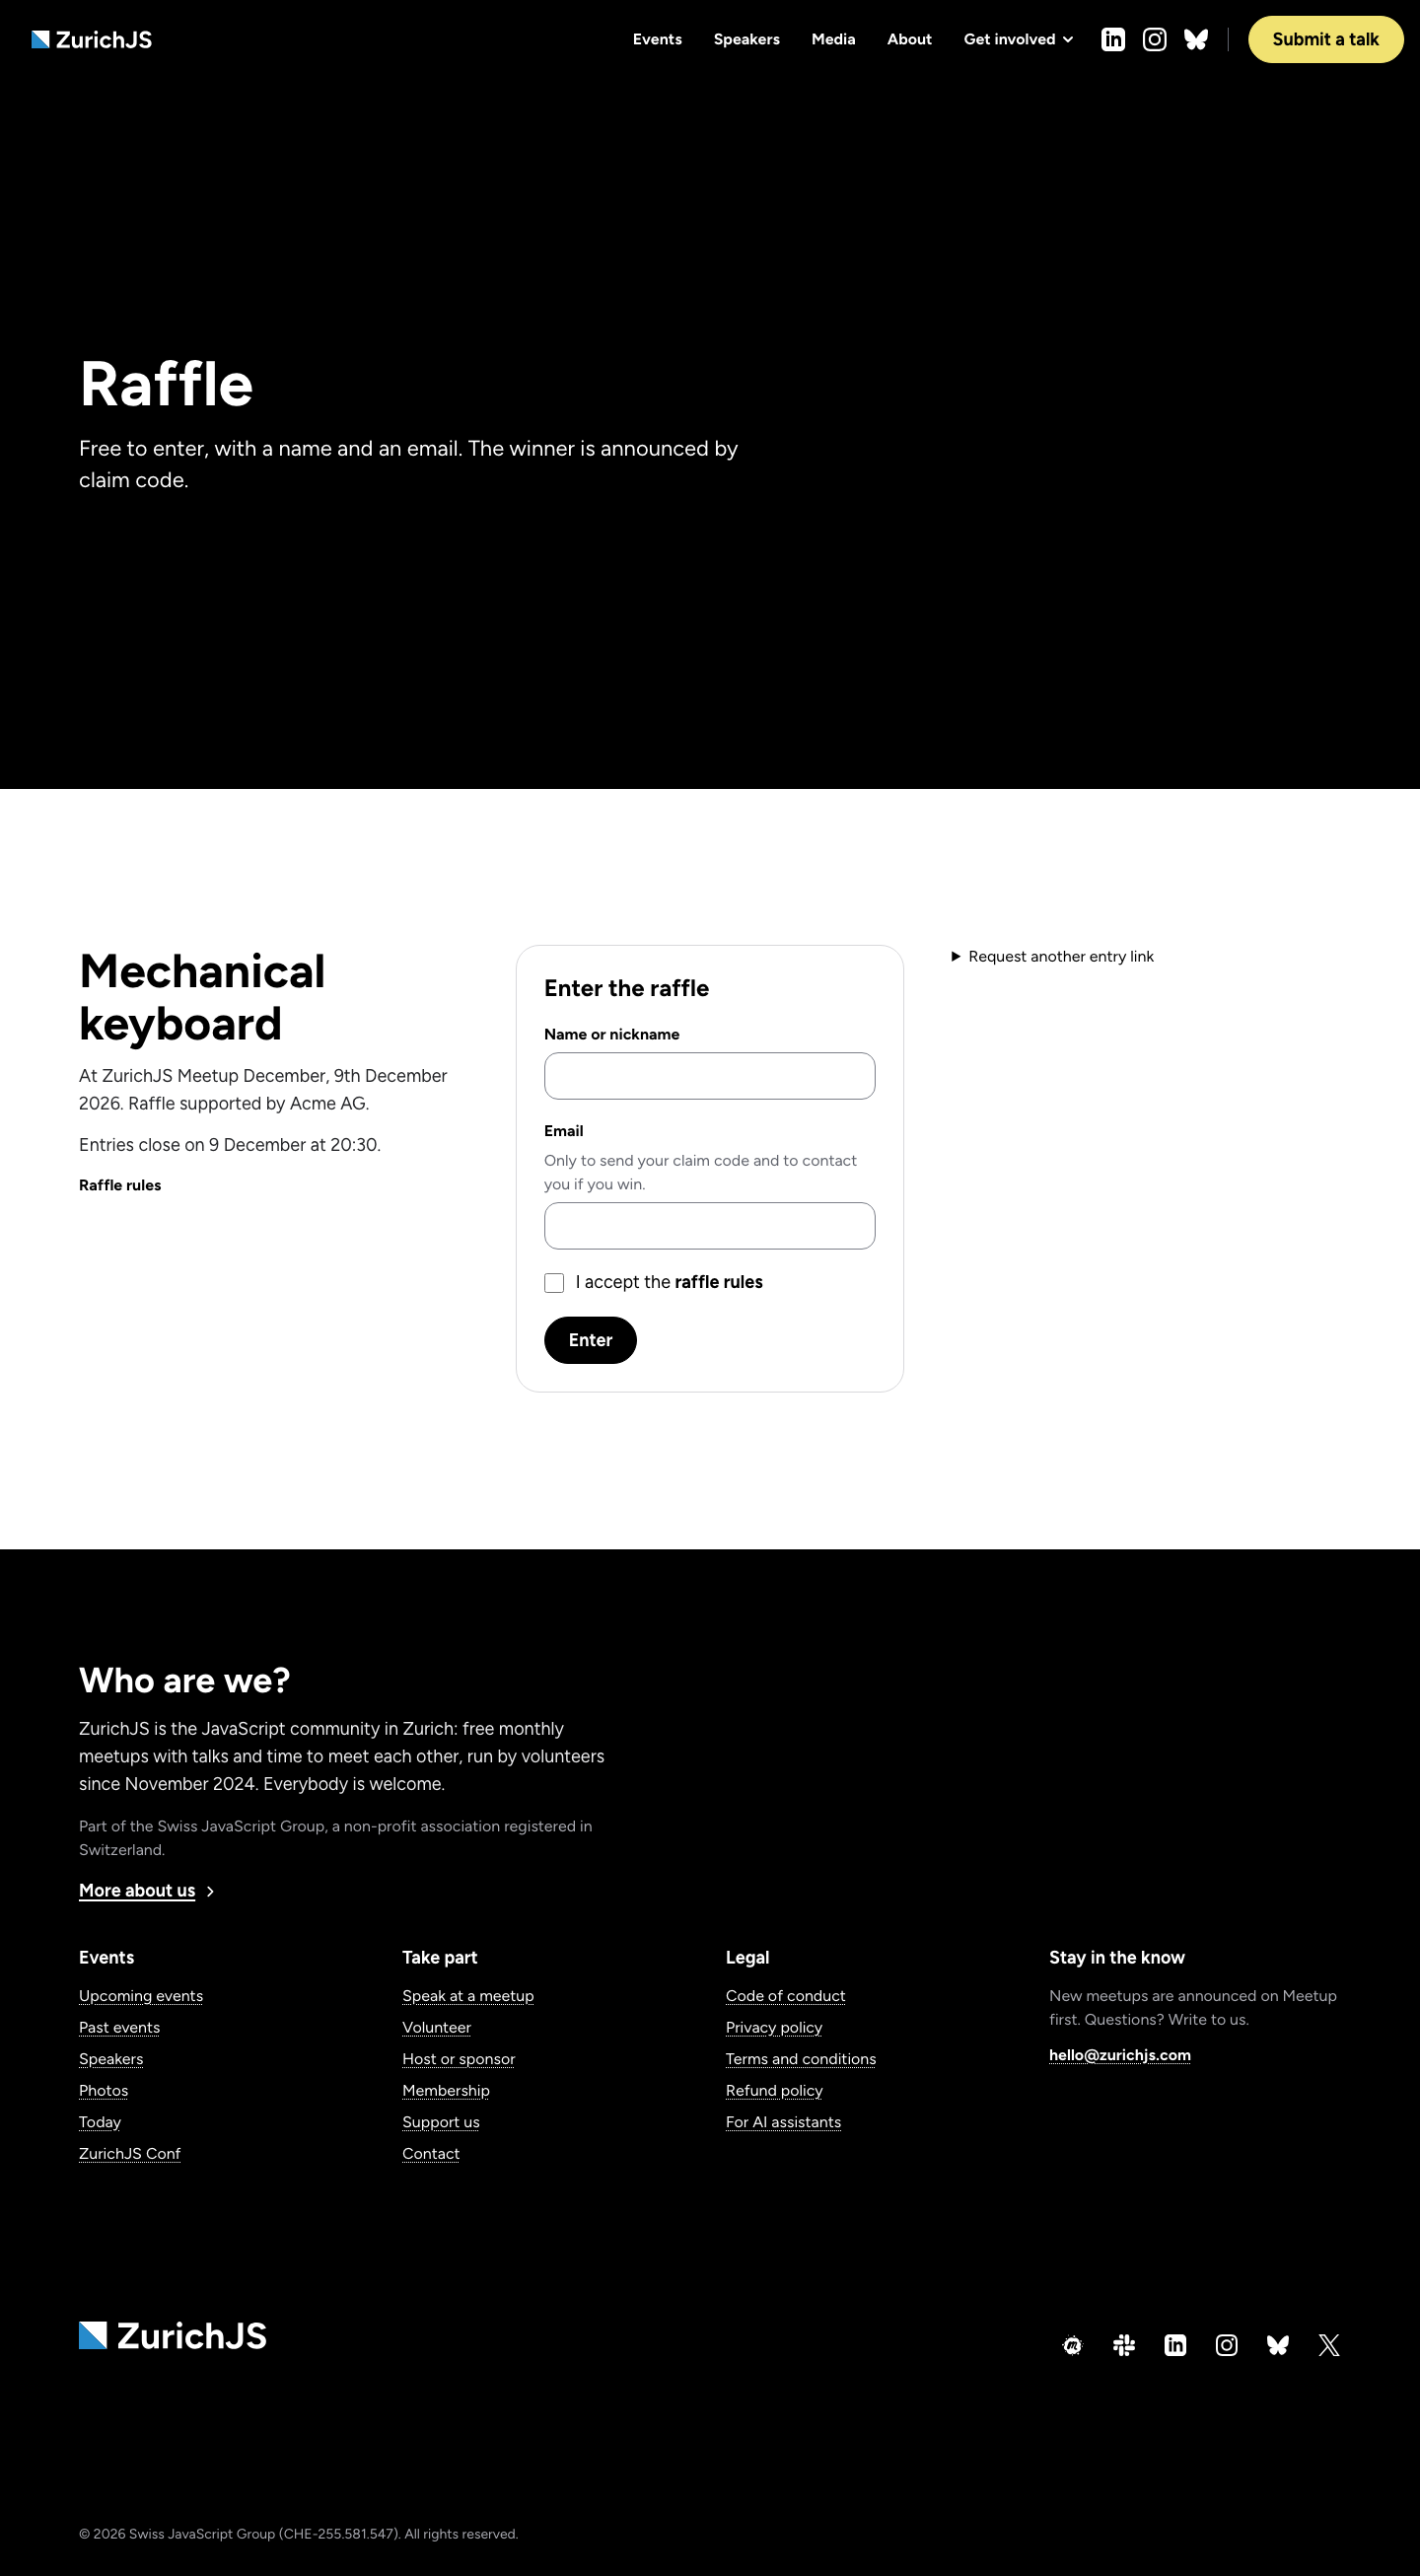 ZurichJS
Events
Speakers
Media
About
Get involved
Submit a talk
Raffle
Free to enter, with a name and an email. The winner is announced by
claim code.
Mechanical
keyboard
At ZurichJS Meetup December, 9th December
2026. Raffle supported by Acme AG.
Entries close on 9 December at 20:30.
Raffle rules
Enter the raffle
Name or nickname
Email
Only to send your claim code and to contact
you if you win.
I accept the raffle rules
Enter
Request another entry link
Who are we?
ZurichJS is the JavaScript community in Zurich: free monthly
meetups with talks and time to meet each other, run by volunteers
since November 2024. Everybody is welcome.
Part of the Swiss JavaScript Group, a non-profit association registered in
Switzerland.
More about us
Events
Upcoming events
Past events
Speakers
Photos
Today
ZurichJS Conf
Take part
Speak at a meetup
Volunteer
Host or sponsor
Membership
Support us
Contact
Legal
Code of conduct
Privacy policy
Terms and conditions
Refund policy
For AI assistants
Stay in the know
New meetups are announced on Meetup
first. Questions? Write to us.
hello@zurichjs.com
ZurichJS
© 2026 Swiss JavaScript Group (CHE-255.581.547). All rights reserved.